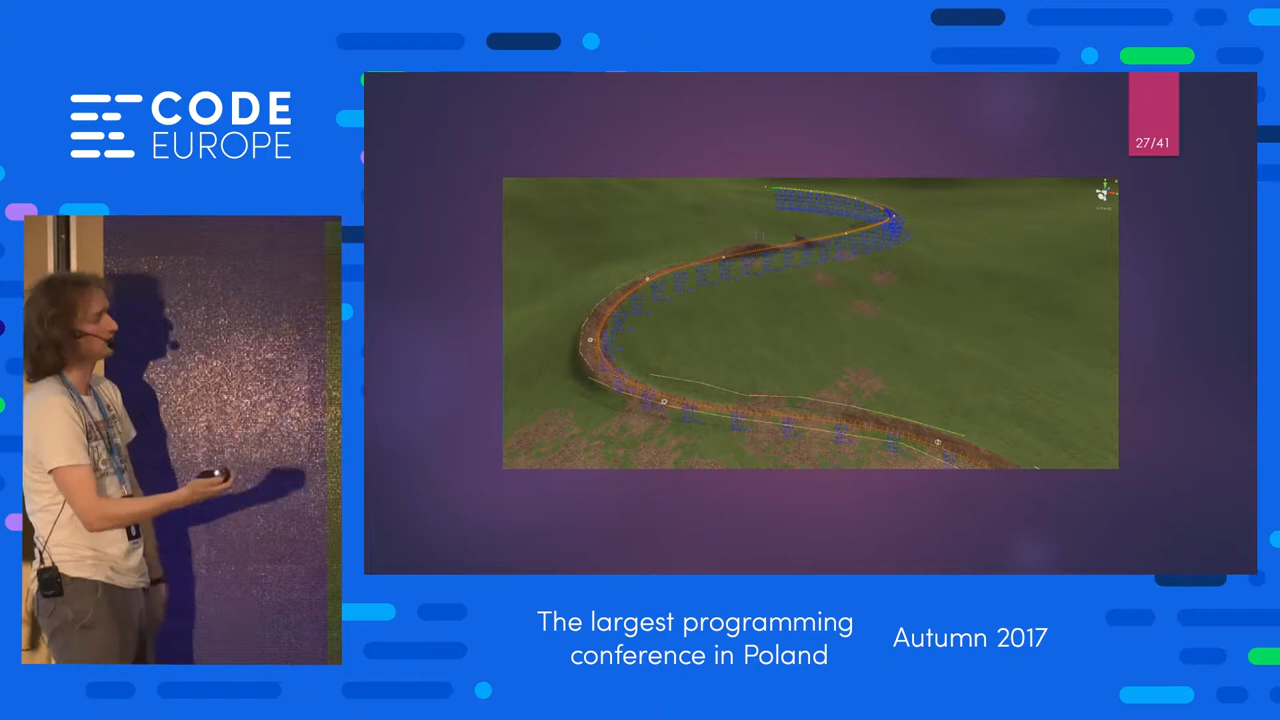 CODE
EUROPE
27/41
The largest programming
conference in Poland
Autumn 2017